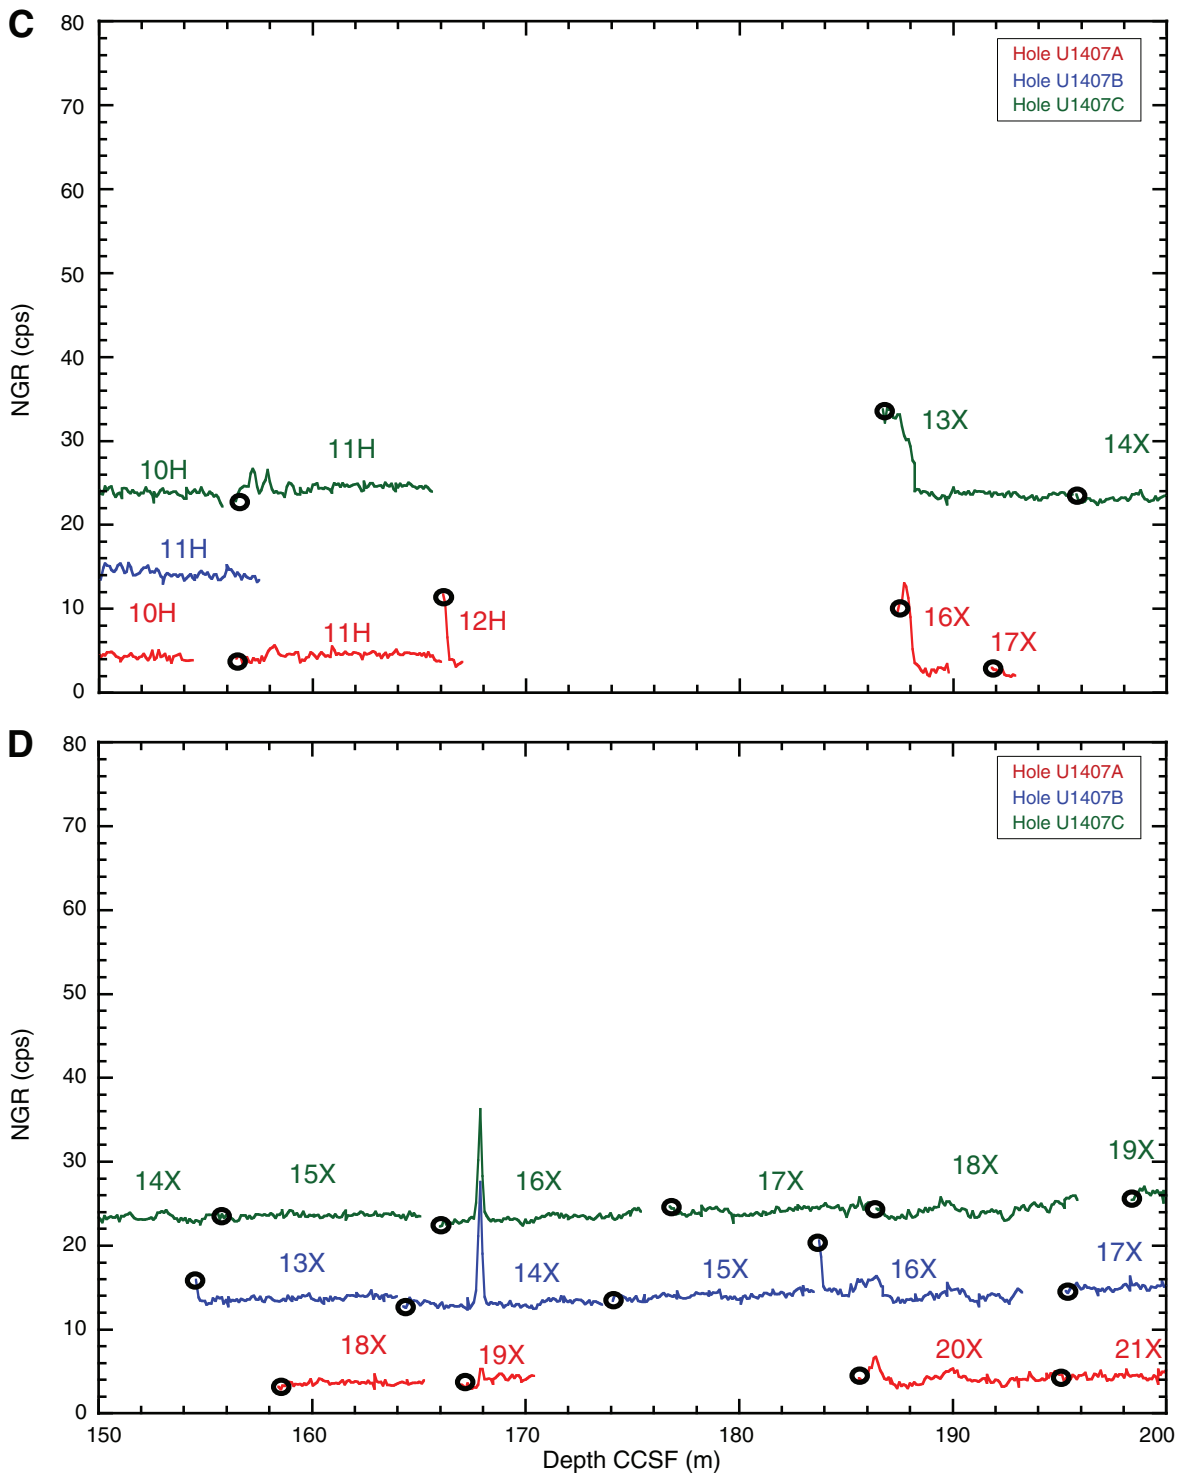 C
80
70
60
50
40
30
20
10
0
NGR (cps)
Hole U1407A
Hole U1407B
Hole U1407C
10H
11H
13X
14X
11H
10H
11H
12H
16X
17X
D
80
70
60
50
40
30
20
10
0
NGR (cps)
Hole U1407A
Hole U1407B
Hole U1407C
14X
15X
16X
17X
18X
19X
13X
14X
15X
16X
17X
18X
19X
20X
21X
150
160
170
180
190
200
Depth CCSF (m)